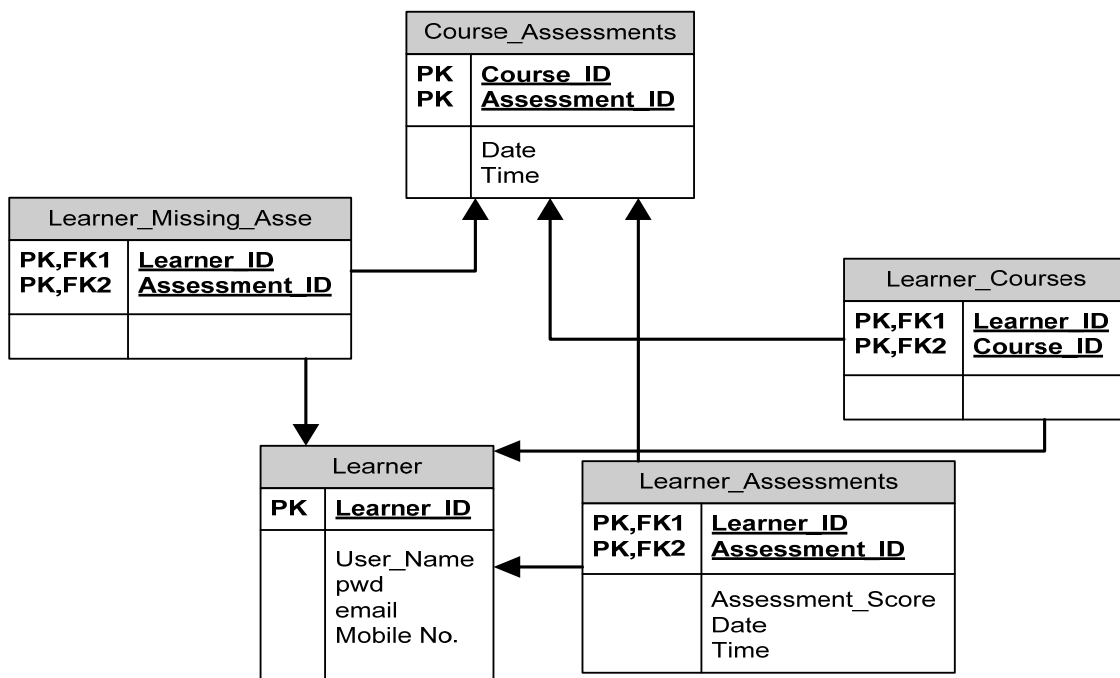 Course_Assessments
PK Course_ID
PK Assessment_ID
Date
Time
Learner_Missing_Asse
PK,FK1 Learner_ID
PK,FK2 Assessment_ID
Learner_Courses
PK,FK1 Learner_ID
PK,FK2 Course_ID
Learner
PK Learner_ID
User_Name
pwd
email
Mobile No.
Learner_Assessments
PK,FK1 Learner_ID
PK,FK2 Assessment_ID
Assessment_Score
Date
Time